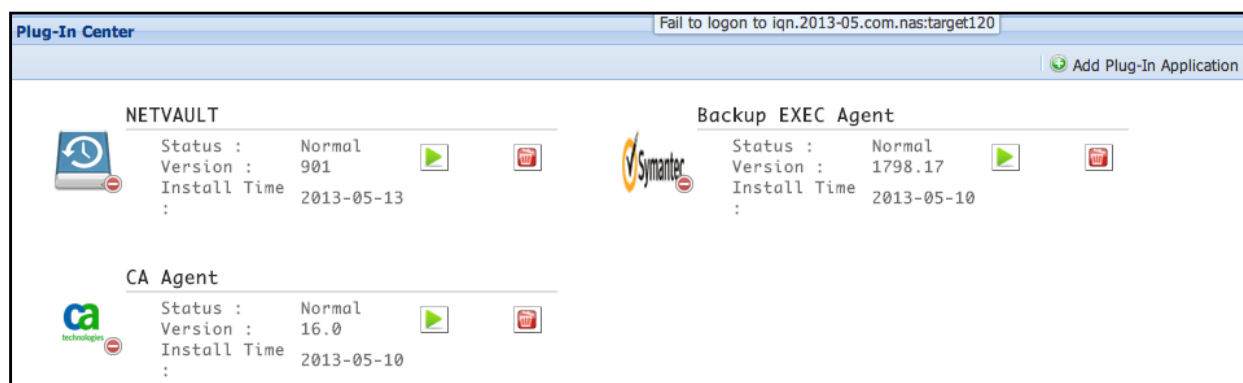 Plug-In Center
Fail to logon to iqn.2013-05.com.nas:target120
Add Plug-In Application
NETVAULT
Status : Normal
Version : 901
Install Time : 2013-05-13
Backup EXEC Agent
Symantec
Status : Normal
Version : 1798.17
Install Time : 2013-05-10
CA Agent
ca
technologies
Status : Normal
Version : 16.0
Install Time : 2013-05-10